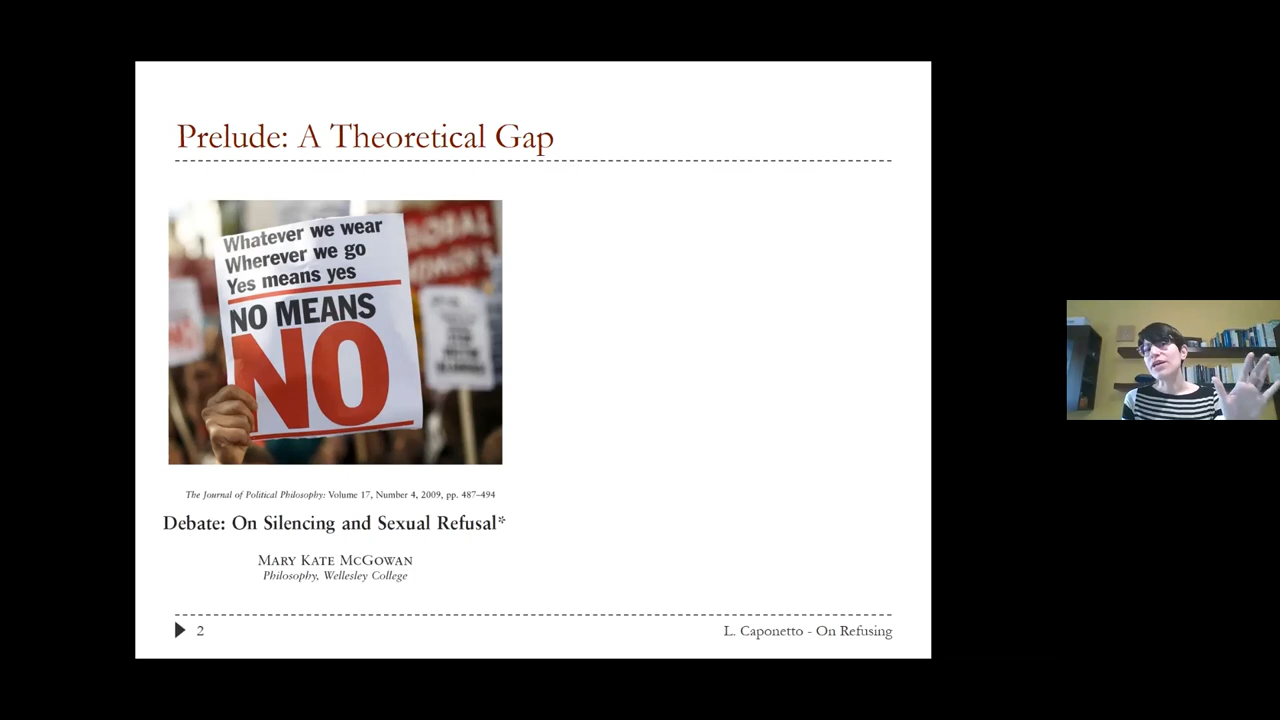 Prelude: A Theoretical Gap
Whatever we wear
Wherever we go
Yes means yes
NO MEANS
NO
The Journal of Political Philosophy: Volume 17, Number 4, 2009, pp. 487–494
Debate: On Silencing and Sexual Refusal*
MARY KATE MCGOWAN
Philosophy, Wellesley College
2
L. Caponetto - On Refusing